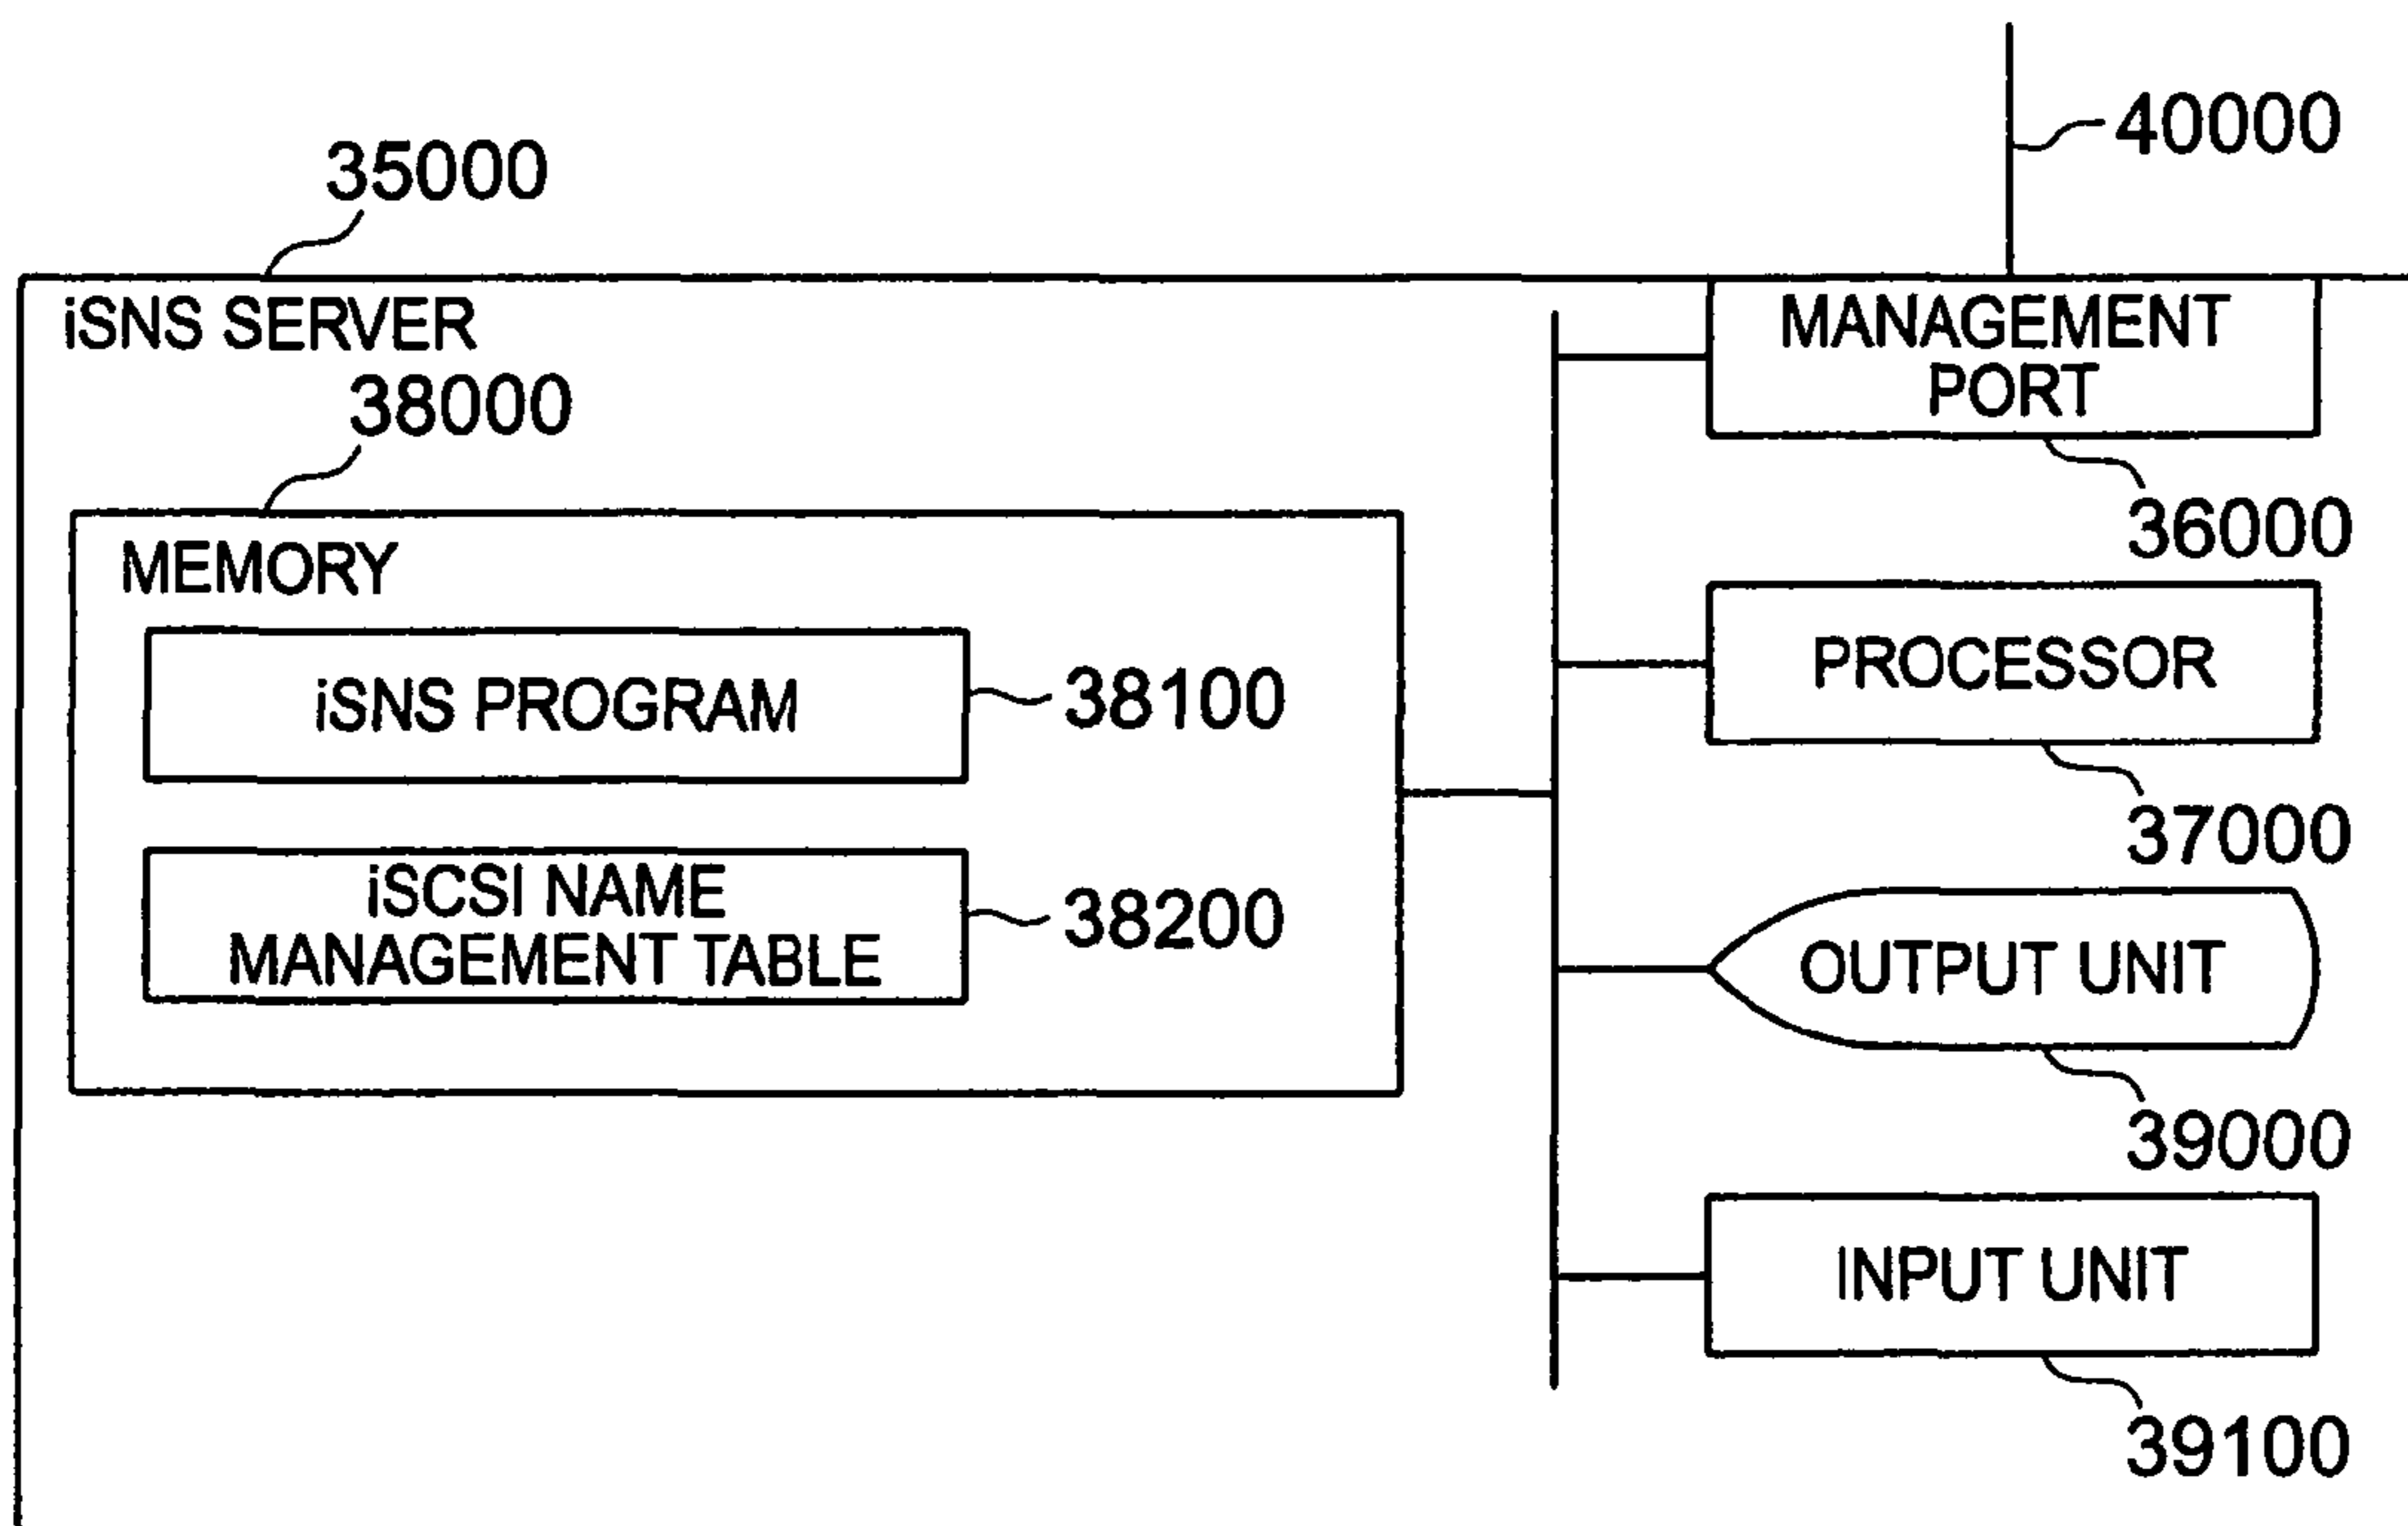 40000
35000
iSNS SERVER
MANAGEMENT
PORT
38000
36000
MEMORY
iSNS PROGRAM
38100
PROCESSOR
37000
iSCSI NAME
MANAGEMENT TABLE
38200
OUTPUT UNIT
39000
INPUT UNIT
39100